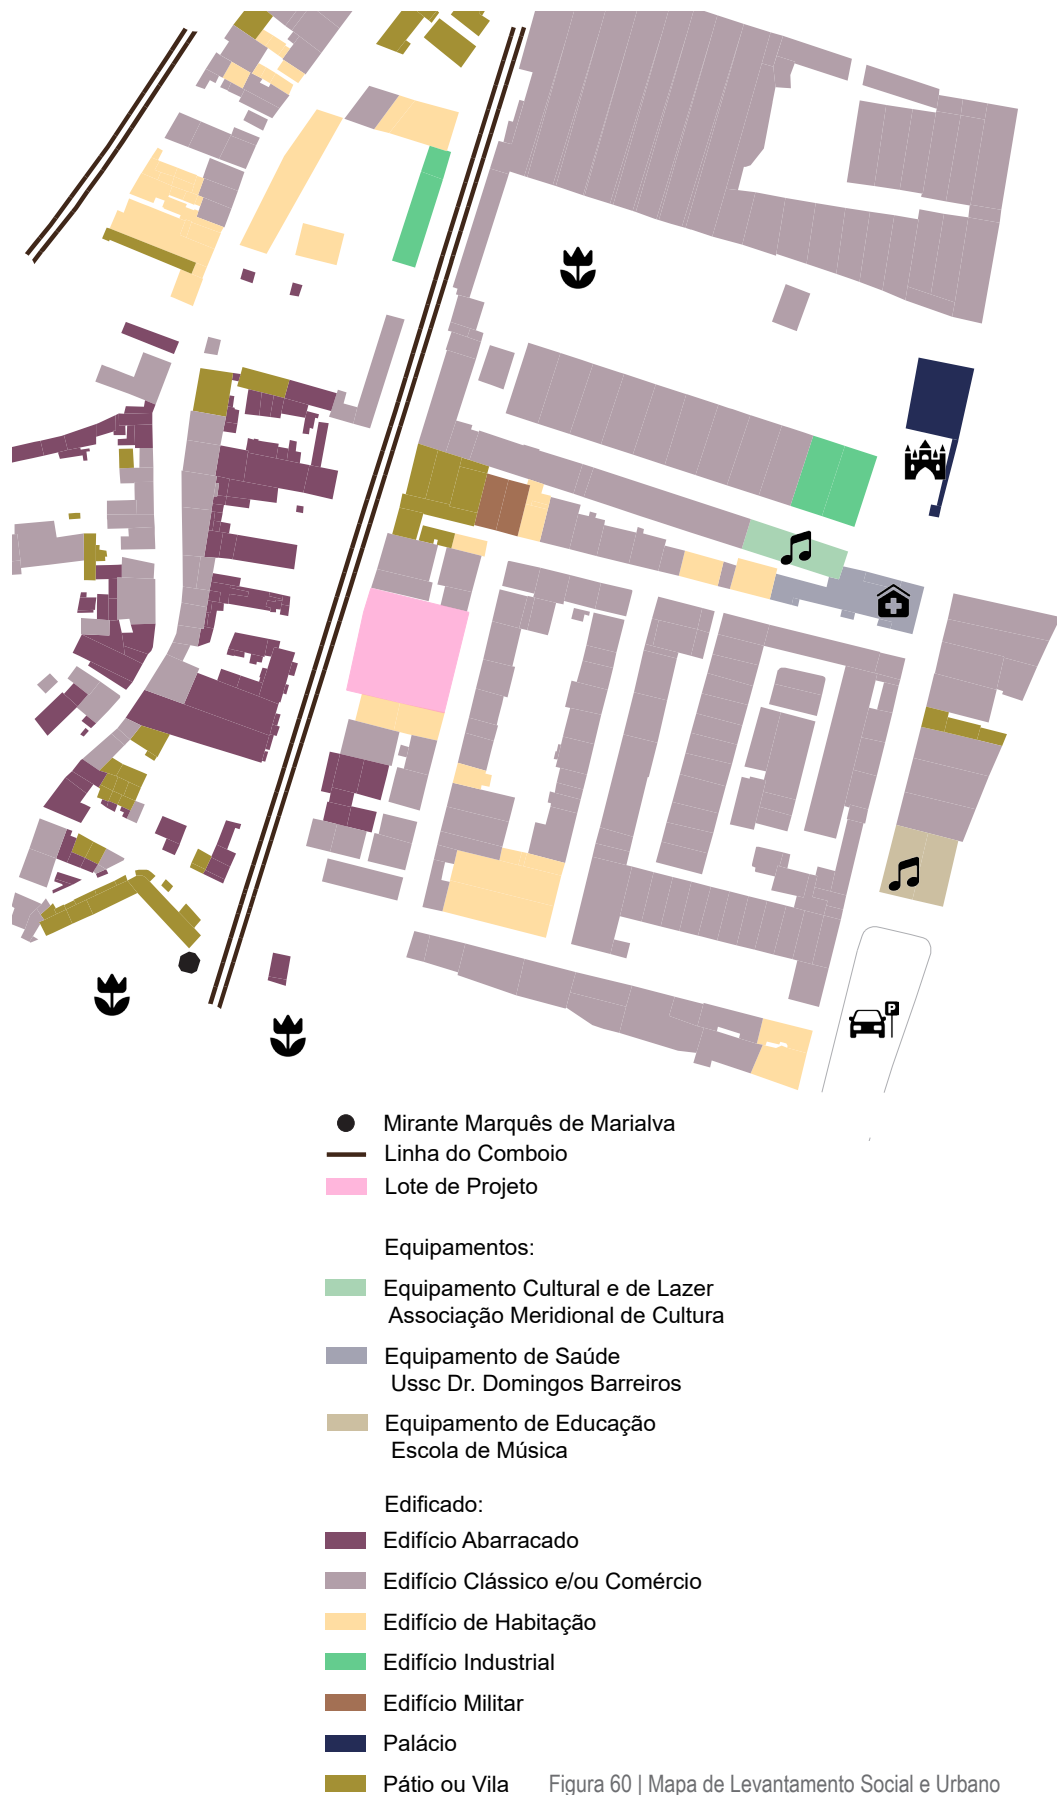 P
Mirante Marquês de Marialva
Linha do Comboio
Lote de Projeto
Equipamentos:
Equipamento Cultural e de Lazer
Associação Meridional de Cultura
Equipamento de Saúde
Ussc Dr. Domingos Barreiros
Equipamento de Educação
Escola de Música
Edificado:
Edifício Abarracado
Edifício Clássico e/ou Comércio
Edifício de Habitação
Edifício Industrial
Edifício Militar
Palácio
Pátio ou Vila
Figura 60 | Mapa de Levantamento Social e Urbano